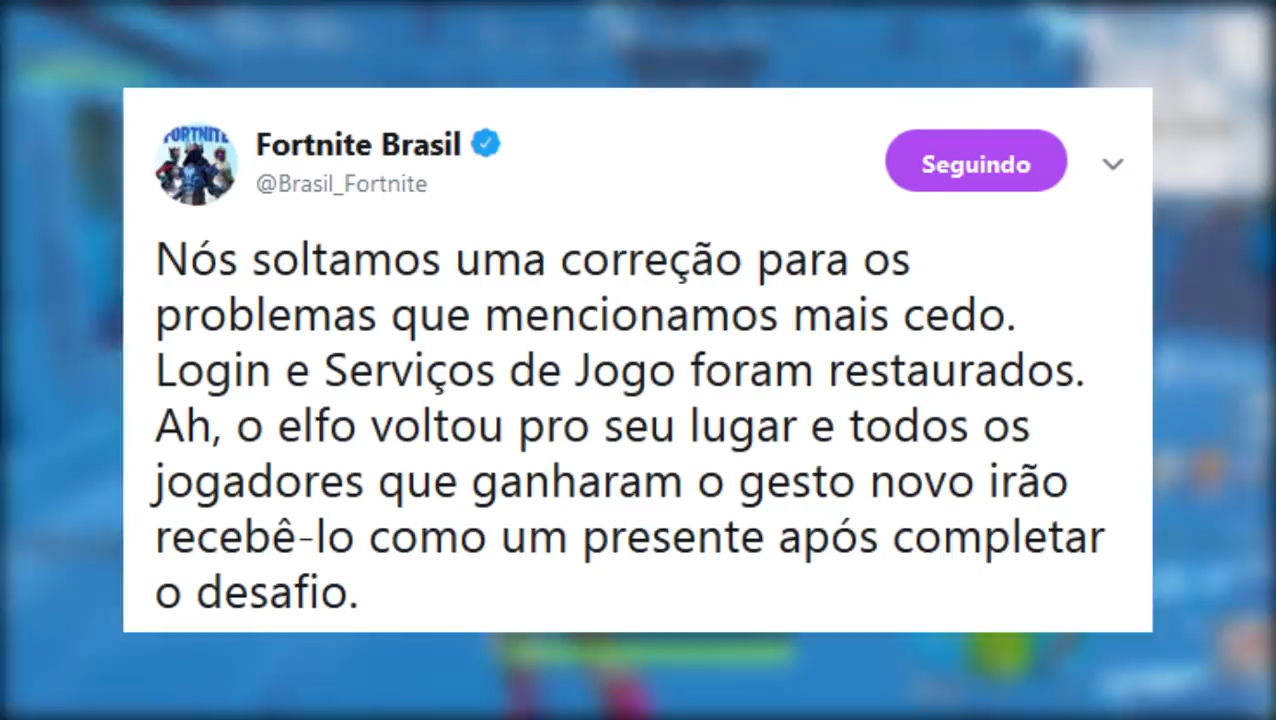 FORTNITE
Fortnite Brasil
@Brasil_Fortnite
Seguindo
Nós soltamos uma correção para os
problemas que mencionamos mais cedo.
Login e Serviços de Jogo foram restaurados.
Ah, o elfo voltou pro seu lugar e todos os
jogadores que ganharam o gesto novo irão
recebê-lo como um presente após completar
o desafio.